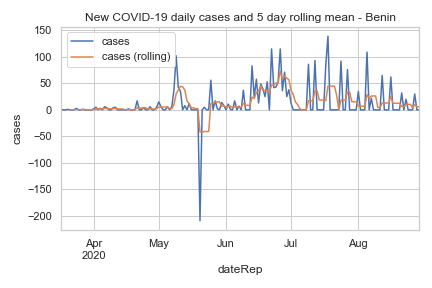 New COVID-19 daily cases and 5 day rolling mean - Benin
cases
cases (rolling)
150
100
50
0
−50
−100
−150
−200
cases
Apr
2020
May
Jun
Jul
Aug
dateRep